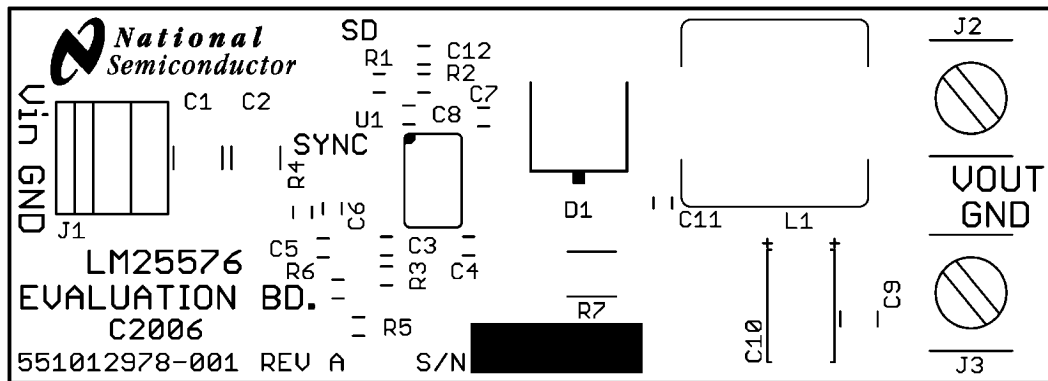 National
Semiconductor
SD
R1
C12
R2
C1
C2
C7
U1
C8
J2
Vin GND
SYNC
R4
J1
C6
D1
C11
L1
VOUT
GND
LM25576
C5
C3
R6
R3
C4
EVALUATION BD.
C2006
R5
R7
C10
C9
551012978-001 REV A
S/N
J3